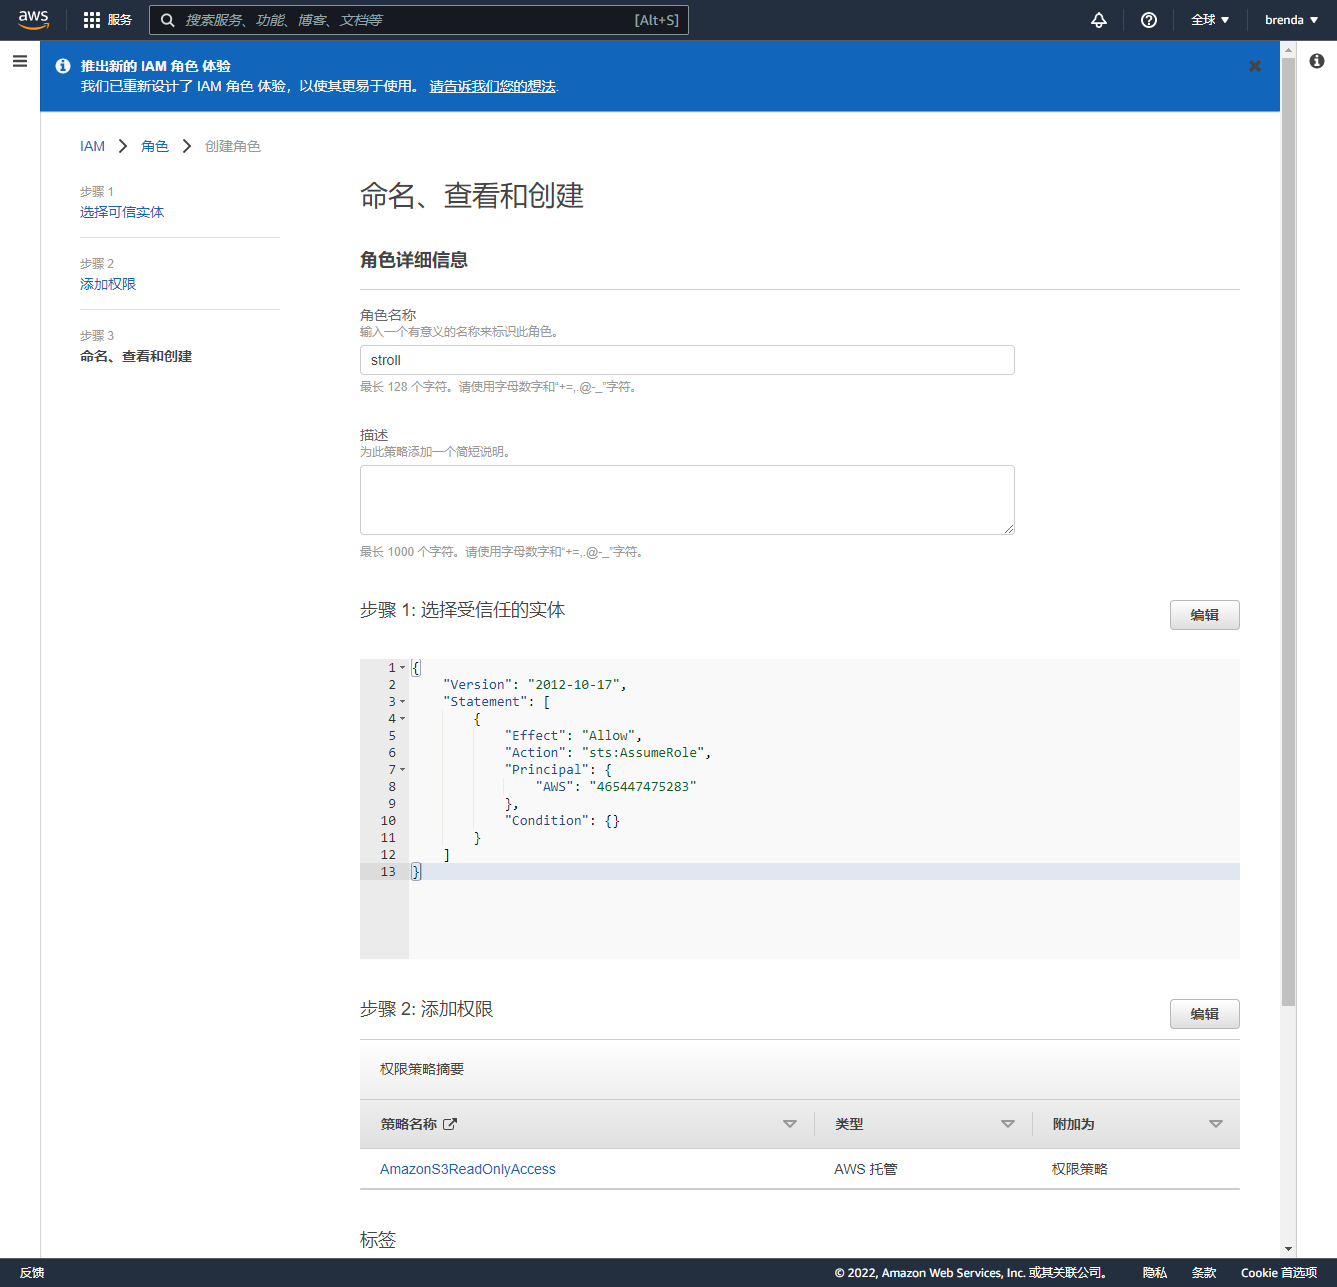 aws
服务
搜索服务、功能、博客、文档等
[Alt+S]
全球
brenda
推出新的 IAM 角色 体验
我们已重新设计了 IAM 角色 体验，以使其更易于使用。 请告诉我们您的想法.
IAM
角色
创建角色
步骤 1
选择可信实体
步骤 2
添加权限
步骤 3
命名、查看和创建
命名、查看和创建
角色详细信息
角色名称
输入一个有意义的名称来标识此角色。
stroll
最长 128 个字符。请使用字母数字和“+=,.@-_”字符。
描述
为此策略添加一个简短说明。
最长 1000 个字符。请使用字母数字和“+=,.@-_”字符。
步骤 1: 选择受信任的实体
编辑
1 {
2 "Version": "2012-10-17",
3 "Statement": [
4 {
5 "Effect": "Allow",
6 "Action": "sts:AssumeRole",
7 "Principal": {
8 "AWS": "465447475283"
9 },
10 "Condition": {}
11 }
12 ]
13 }
步骤 2: 添加权限
编辑
权限策略摘要
策略名称
类型
附加为
AmazonS3ReadOnlyAccess
AWS 托管
权限策略
标签
反馈
© 2022, Amazon Web Services, Inc. 或其关联公司。
隐私
条款
Cookie 首选项